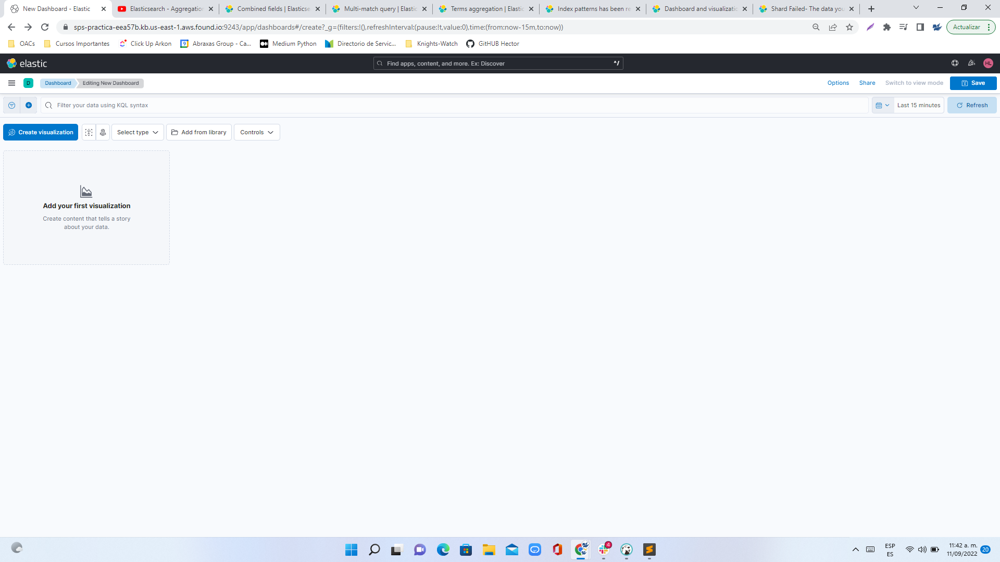 New Dashboard - Elastic
Elasticsearch - Aggregation
Combined fields | Elasticse
Multi-match query | Elastic
Terms aggregation | Elastic
Index patterns has been re
Dashboard and visualizatio
Shard Failed- The data you
sps-practica-eea57b.kb.us-east-1.aws.found.io:9243/app/dashboards#/create?_g=(filters:!(),refreshInterval:(pause:!t,value:0),time:(from:now-15m,to:now))
Actualizar
OACs
Cursos Importantes
Click Up Arkon
9
Abraxas Group - Ca...
Medium Python
Directorio de Servic...
Knights-Watch
GitHUB Hector
elastic
Find apps, content, and more. Ex: Discover
^/
HL
D
Dashboard
Editing New Dashboard
Options
Share
Switch to view mode
Save
Filter your data using KQL syntax
Last 15 minutes
Refresh
Create visualization
Select type
Add from library
Controls
Add your first visualization
Create content that tells a story
about your data.
4
ESP
ES
11:42 a. m.
11/09/2022
20